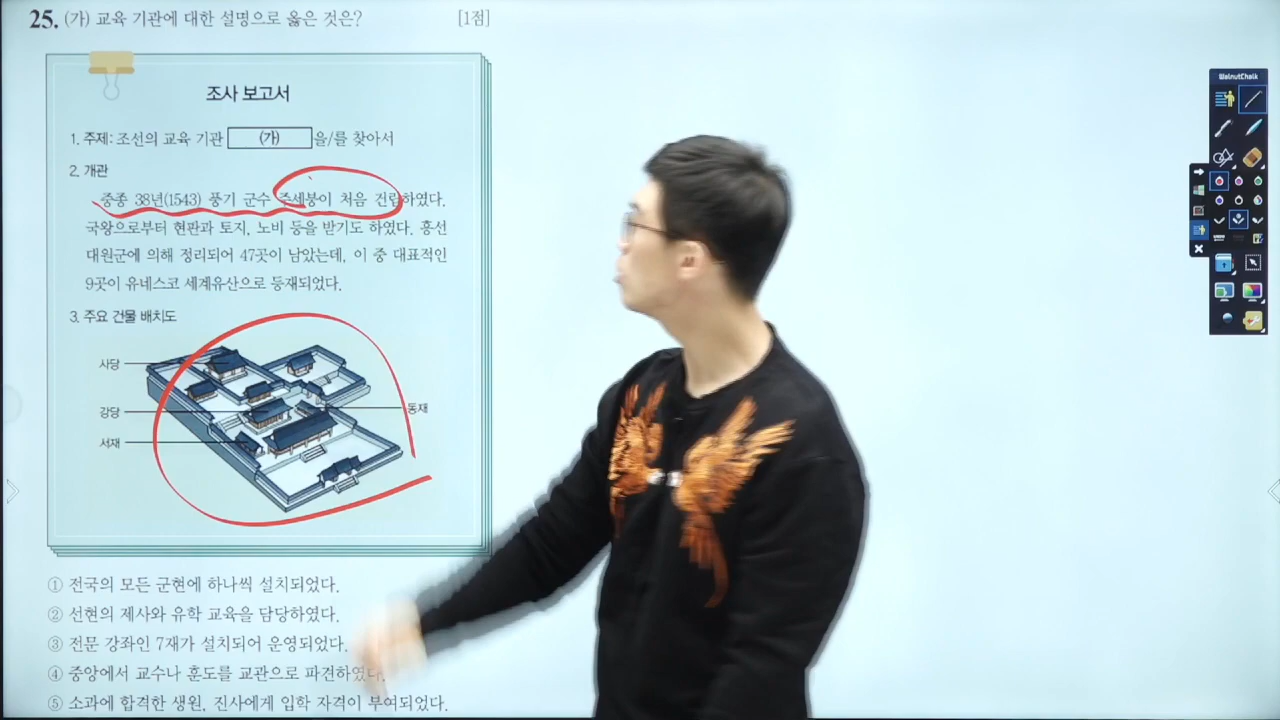 25. (가) 교육 기관에 대한 설명으로 옳은 것은? [1점]
조사 보고서
1. 주제: 조선의 교육 기관 (가) 을/를 찾아서
2. 개관
중종 38년(1543) 풍기 군수 주세붕이 처음 건립하였다.
국왕으로부터 현판과 토지, 노비 등을 받기도 하였다. 흥선
대원군에 의해 정리되어 47곳이 남았는데, 이 중 대표적인
9곳이 유네스코 세계유산으로 등재되었다.
3. 주요 건물 배치도
사당
강당
동재
서재
① 전국의 모든 군현에 하나씩 설치되었다.
② 선현의 제사와 유학 교육을 담당하였다.
③ 전문 강좌인 7재가 설치되어 운영되었다.
④ 중앙에서 교수나 훈도를 교관으로 파견하였다.
⑤ 소과에 합격한 생원, 진사에게 입학 자격이 부여되었다.
WalnutChalk